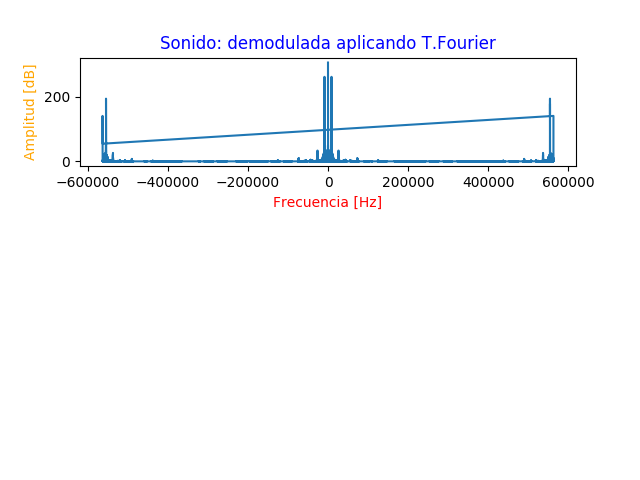 Sonido: demodulada aplicando T.Fourier
Amplitud [dB]
200
0
−600000 −400000 −200000 0 200000 400000 600000
Frecuencia [Hz]